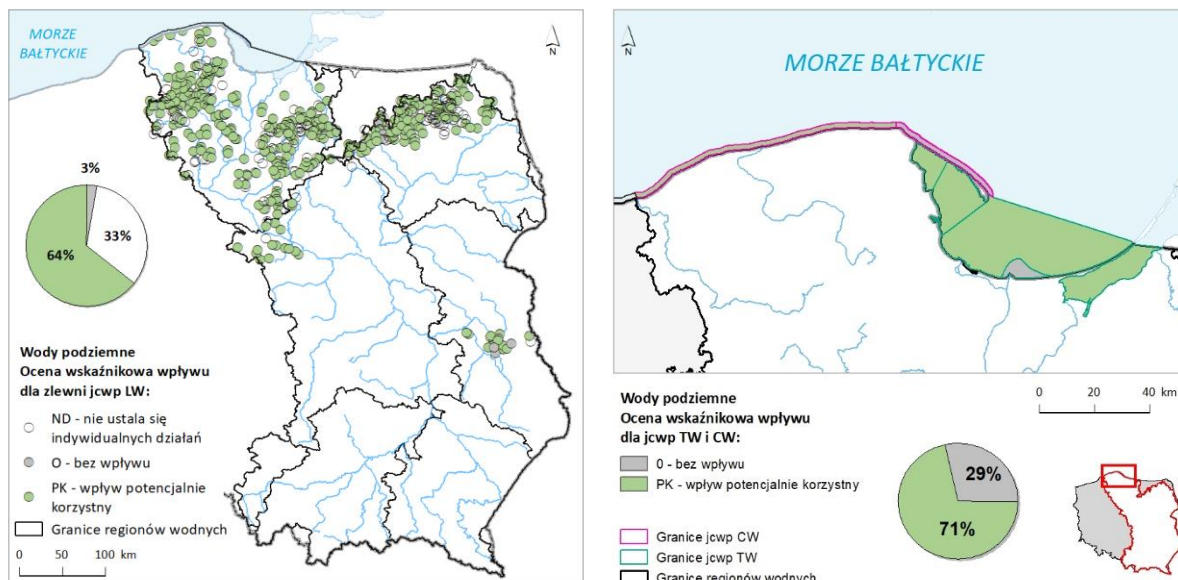 MORZE
BAŁTYCKIE
N
3%
33%
64%
Wody podziemne
Ocena wskaźnikowa wpływu
dla zlewni jcwp LW:
ND - nie ustala się
indywidualnych działań
O - bez wpływu
PK - wpływ potencjalnie
korzystny
Granice regionów wodnych
0 50 100 km
N
MORZE BAŁTYCKIE
Wody podziemne
Ocena wskaźnikowa wpływu
dla jcwp TW i CW:
0 - bez wpływu
PK - wpływ potencjalnie korzystny
Granice jcwp CW
Granice jcwp TW
Granice regionów wodnych
0 20 40 km
29%
71%